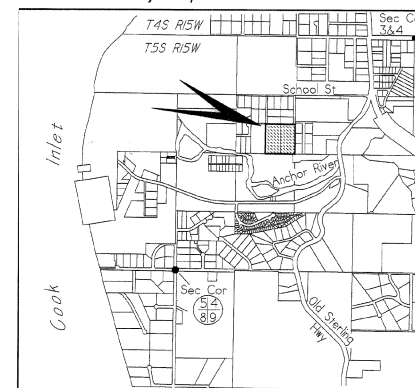 T4S R15W
T5S R15W
Sec Co
3&4
School St
Inlet
Anchor River
Cook
Sec Cor
5 4
8 9
Old Sterling
Hwy